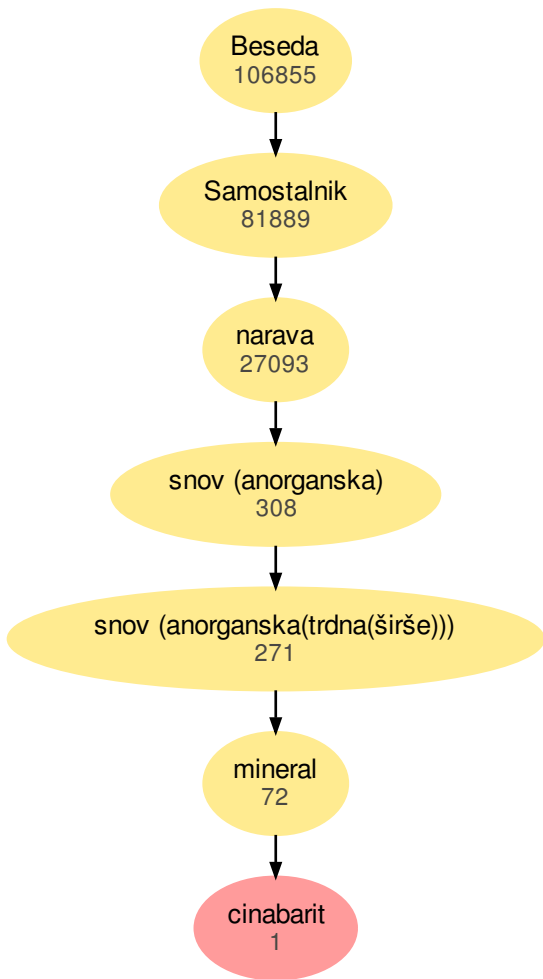 Beseda
106855
Samostalnik
81889
narava
27093
snov (anorganska)
308
snov (anorganska(trdna(širše)))
271
mineral
72
cinabarit
1